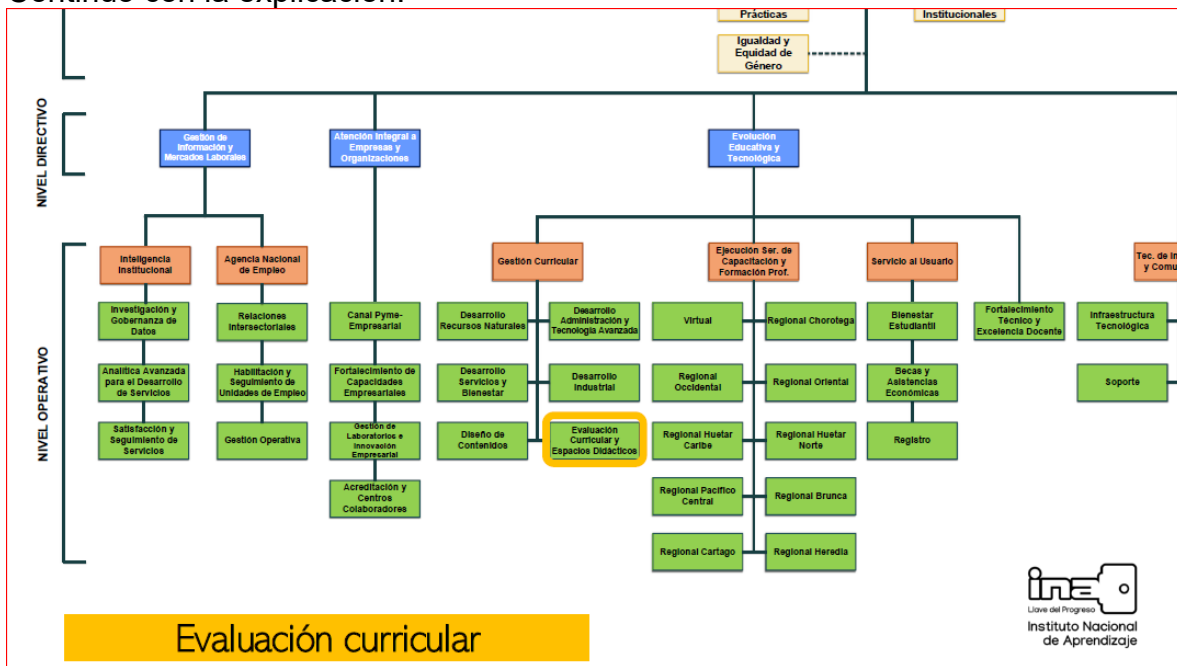 Prácticas
Institucionales
Igualdad y
Equidad de
Género
NIVEL DIRECTIVO
Gestión de
Información y
Mercados Laborales
Atención Integral a
Empresas y
Organizaciones
Evolución
Educativa y
Tecnológica
NIVEL OPERATIVO
Inteligencia
Institucional
Agencia Nacional
de Empleo
Gestión Curricular
Ejecución Ser. de
Capacitación y
Formación Prof.
Servicio al Usuario
Tec. de In
y Comu
Investigación y
Gobernanza de
Datos
Relaciones
Intersectoriales
Canal Pyme-
Empresarial
Desarrollo
Recursos Naturales
Desarrollo
Administración y
Tecnología Avanzada
Virtual
Regional Chorotega
Bienestar
Estudiantil
Fortalecimiento
Técnico y
Excelencia Docente
Infraestructura
Tecnológica
Analítica Avanzada
para el Desarrollo
de Servicios
Habilitación y
Seguimiento de
Unidades de Empleo
Fortalecimiento de
Capacidades
Empresariales
Desarrollo
Servicios y
Bienestar
Desarrollo
Industrial
Regional
Occidental
Regional Oriental
Becas y
Asistencias
Económicas
Soporte
Satisfacción y
Seguimiento de
Servicios
Gestión Operativa
Gestión de
Laboratorios e
Innovación
Empresarial
Diseño de
Contenidos
Evaluación
Curricular y
Espacios Didácticos
Regional Huetar
Caribe
Regional Huetar
Norte
Registro
Acreditación y
Centros
Colaboradores
Regional Pacífico
Central
Regional Brunca
Regional Cartago
Regional Heredia
Evaluación curricular
ina
Llave del Progreso
Instituto Nacional
de Aprendizaje